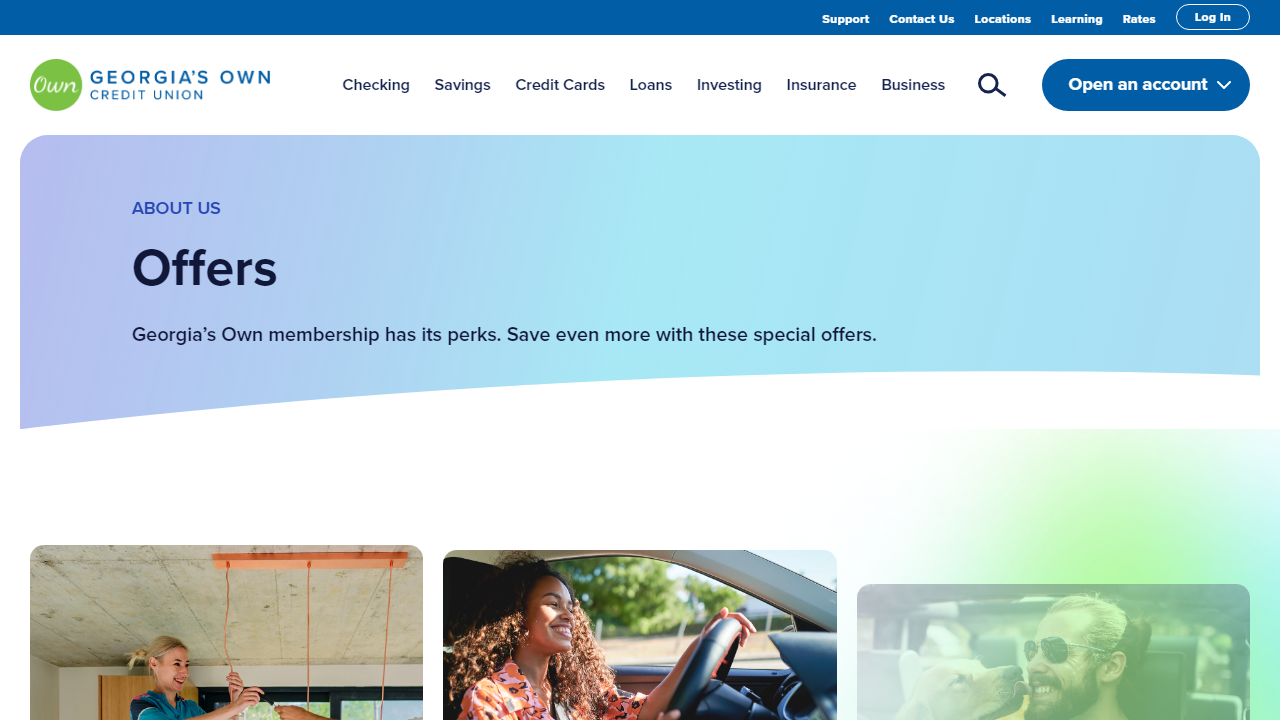 Support Contact Us Locations Learning Rates Log In
Own GEORGIA'S OWN
CREDIT UNION
Checking Savings Credit Cards Loans Investing Insurance Business Open an account
ABOUT US
Offers
Georgia’s Own membership has its perks. Save even more with these special offers.